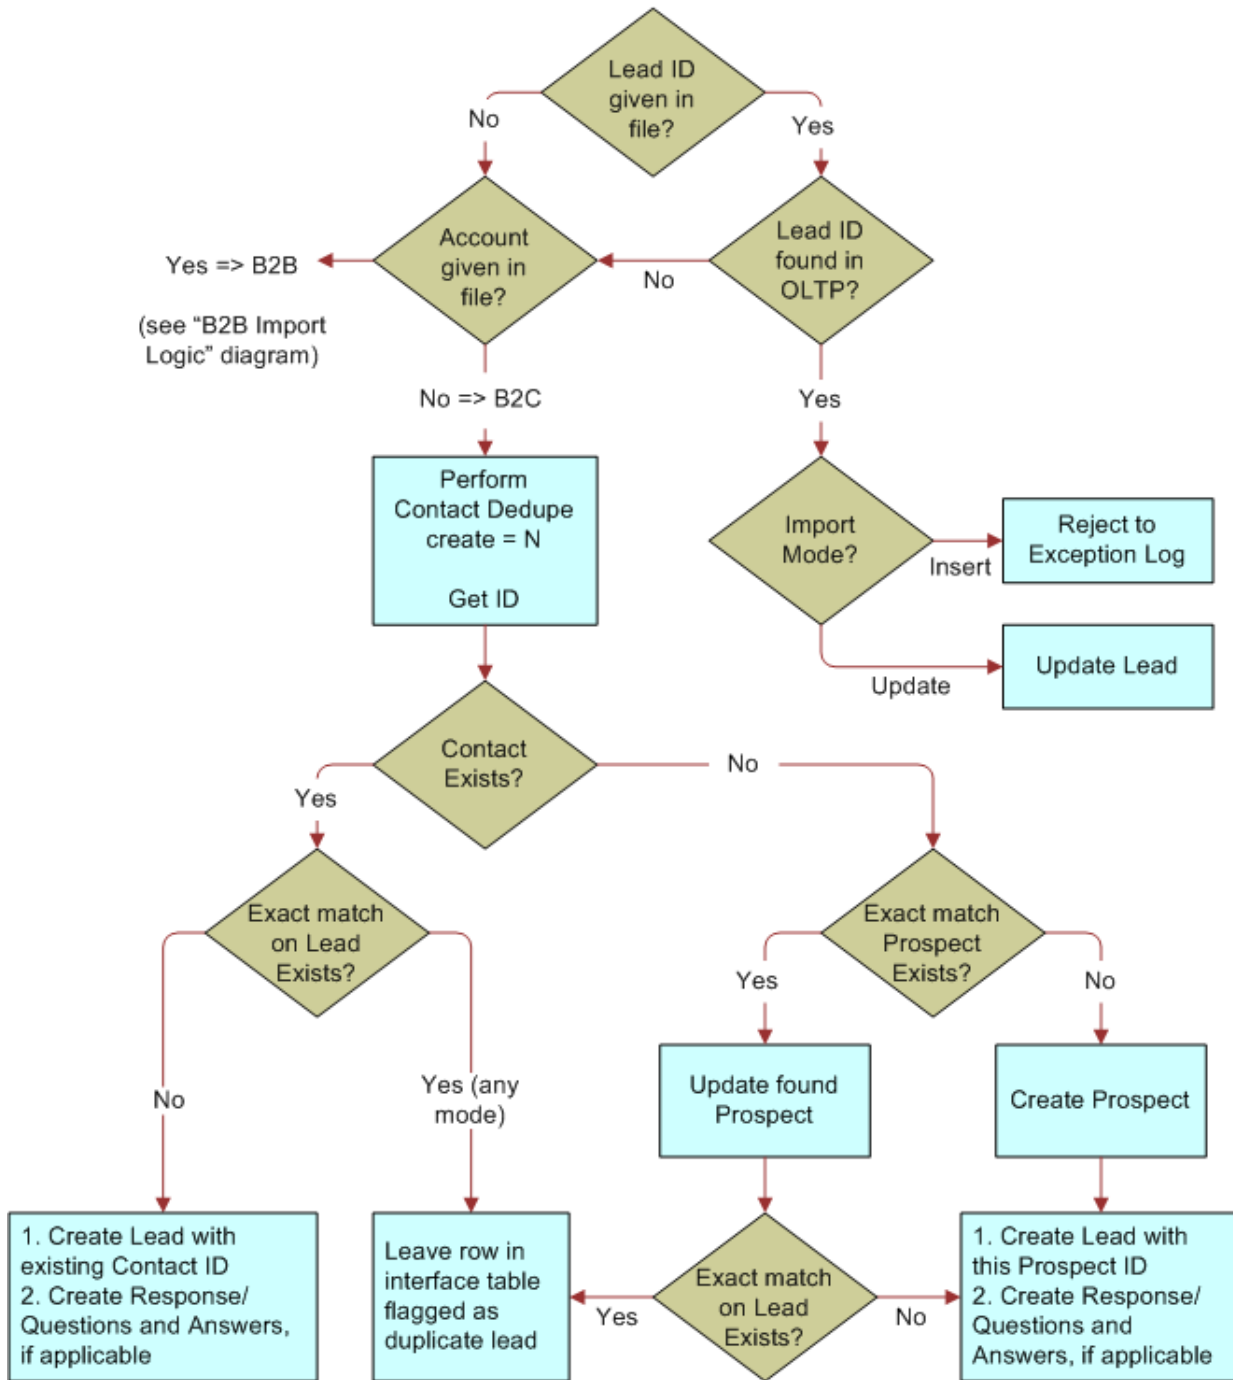 Lead ID
given in
file?
No
Yes
Account
given in
file?
Lead ID
found in
OLTP?
Yes => B2B
(see “B2B Import
Logic” diagram)
No
No => B2C
Yes
Perform
Contact Dedupe
create = N
Get ID
Import
Mode?
Insert
Reject to
Exception Log
Update
Update Lead
Contact
Exists?
Yes
No
Exact match
on Lead
Exists?
Exact match
Prospect
Exists?
Yes
No
No
Yes (any
mode)
Update found
Prospect
Create Prospect
1. Create Lead with
existing Contact ID
2. Create Response/
Questions and Answers,
if applicable
Leave row in
interface table
flagged as
duplicate lead
Yes
Exact match
on Lead
Exists?
No
1. Create Lead with
this Prospect ID
2. Create Response/
Questions and
Answers, if applicable